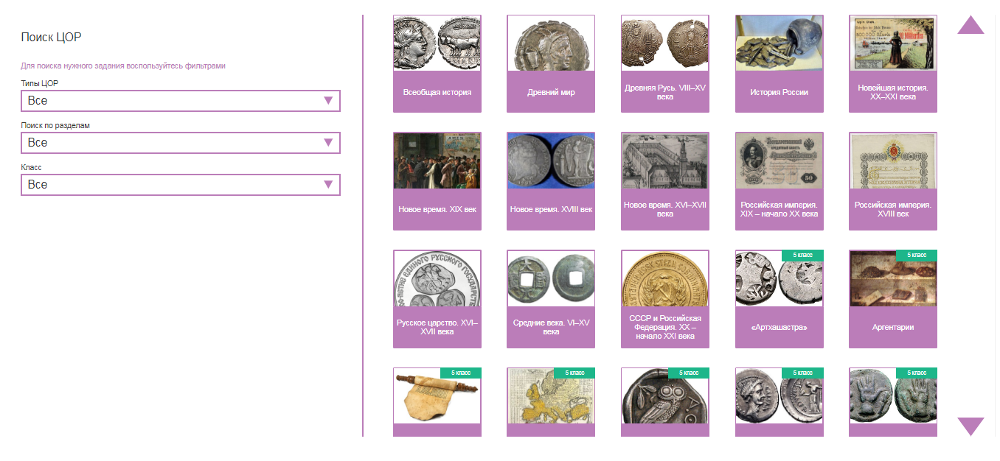 Поиск ЦОР
Для поиска нужного задания воспользуйтесь фильтрами
Типы ЦОР
Все
Поиск по разделам
Все
Класс
Все
Всеобщая история
Древний мир
Древняя Русь. VIII–XV
века
История России
Новейшая история.
XX–XXI века
Новое время. XIX век
Новое время. XVIII век
Новое время. XVI–XVII
века
Российская империя.
XIX – начало XX века
50
Российская империя.
XVIII век
ЕДИНОГО РУССКОГО ГОСУДАРСТВ
Русское царство. XVI–
XVII века
Средние века. VI–XV
века
СССР и Российская
Федерация. XX –
начало XXI века
5 класс
«Артхашастра»
5 класс
Аргентарии
5 класс
5 класс
5 класс
5 класс
5 класс